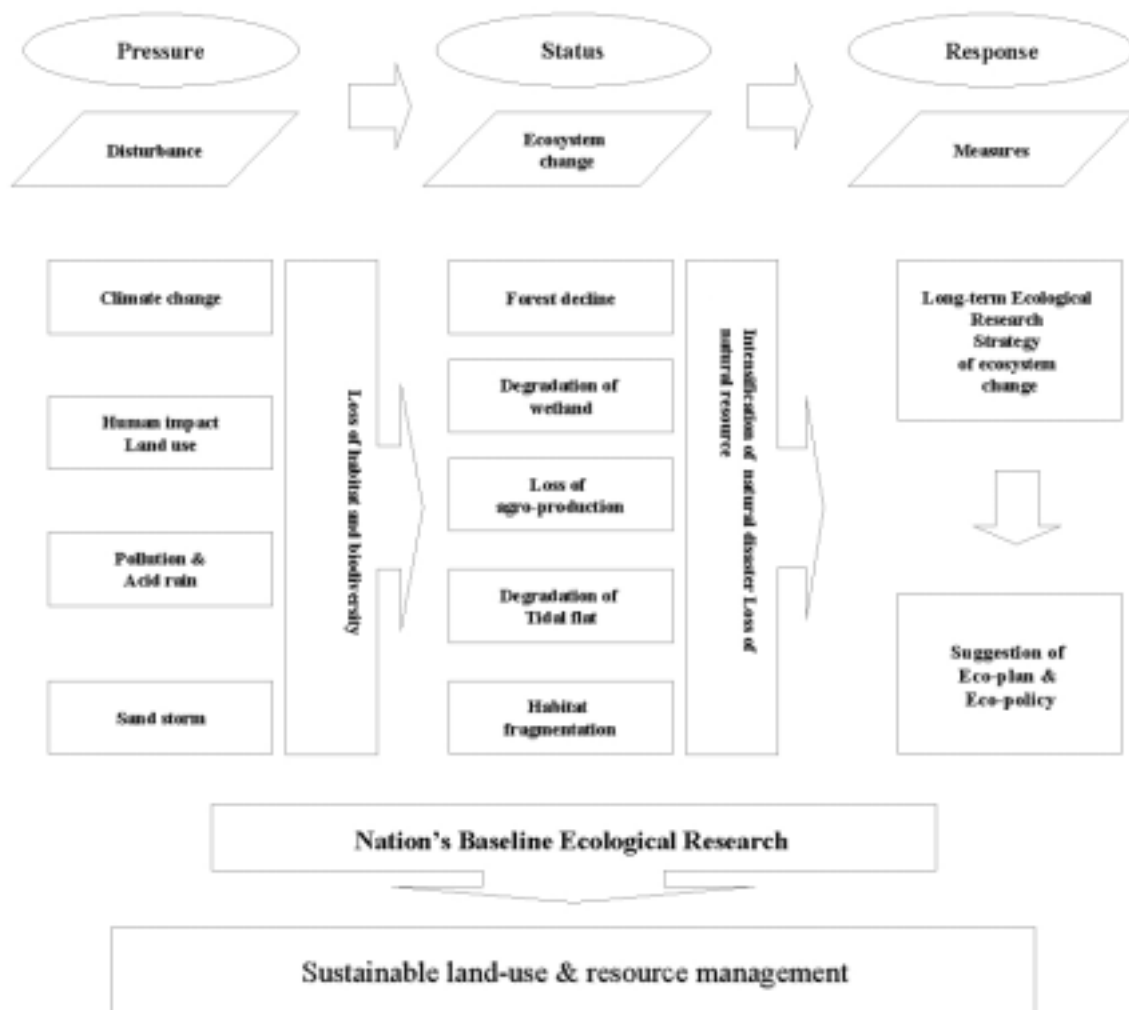 Pressure
Status
Response
Disturbance
Ecosystem
change
Measures
Climate change
Human impact
Land use
Pollution &
Acid rain
Sand storm
Loss of habitat and biodiversity
Forest decline
Degradation of
wetland
Loss of
agro-production
Degradation of
Tidal flat
Habitat
fragmentation
Intensification of natural disaster Loss of
natural resource
Long-term Ecological
Research
Strategy
of ecosystem
change
Suggestion of
Eco-plan &
Eco-policy
Nation's Baseline Ecological Research
Sustainable land-use & resource management